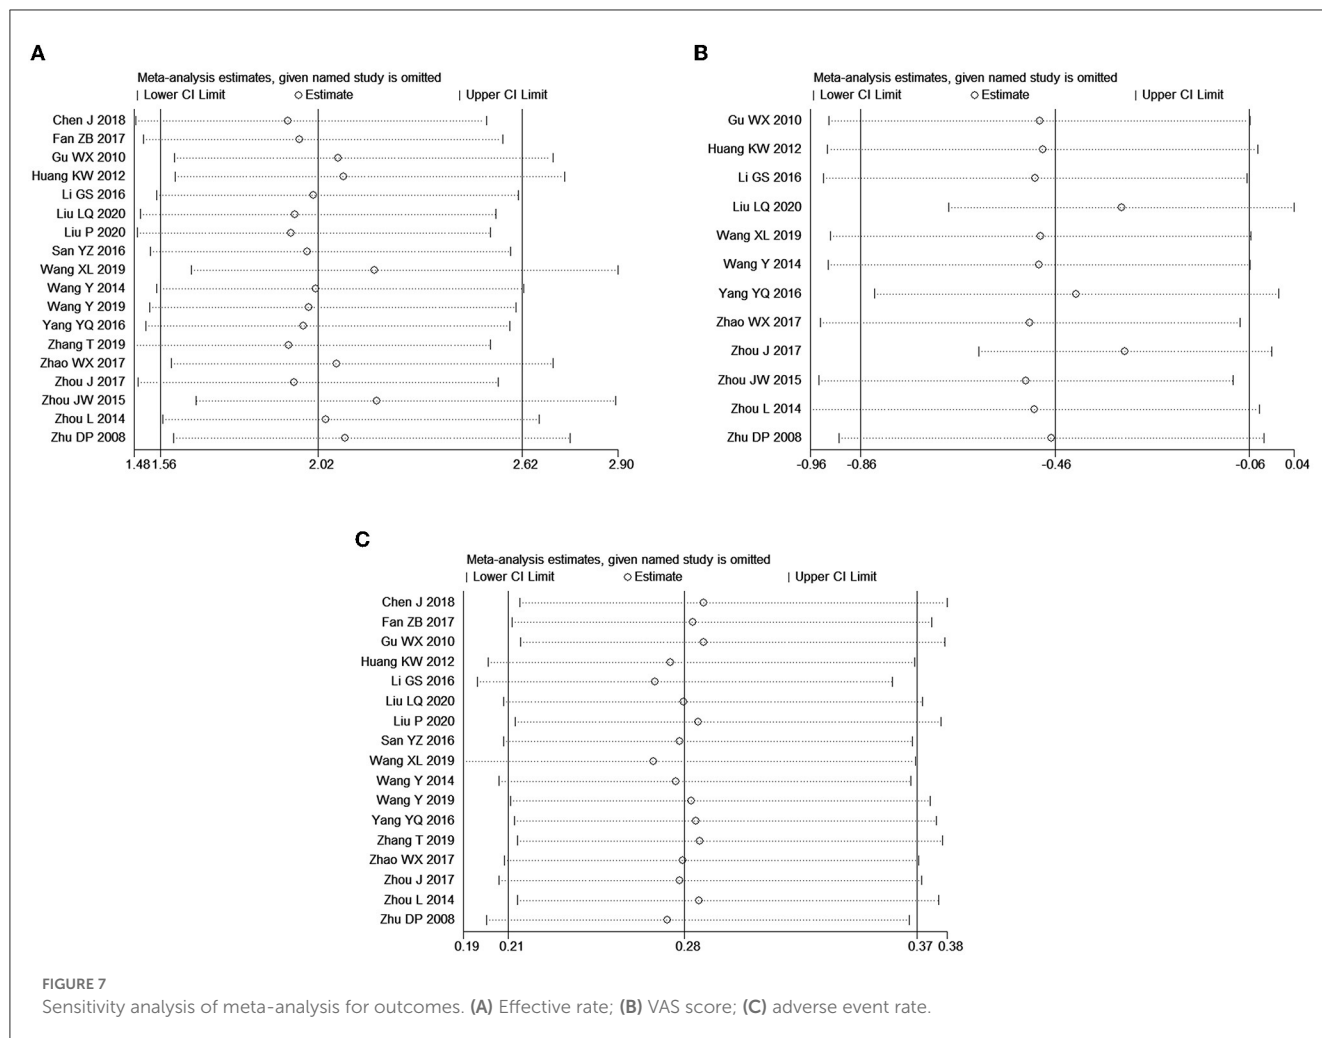 A
Meta-analysis estimates, given named study is omitted
| Lower CI Limit ○ Estimate | Upper CI Limit
Chen J 2018
Fan ZB 2017
Gu WX 2010
Huang KW 2012
Li GS 2016
Liu LQ 2020
Liu P 2020
San YZ 2016
Wang XL 2019
Wang Y 2014
Wang Y 2019
Yang YQ 2016
Zhang T 2019
Zhao WX 2017
Zhou J 2017
Zhou JW 2015
Zhou L 2014
Zhu DP 2008
1.48 1.56 2.02 2.62 2.90
B
Meta-analysis estimates, given named study is omitted
| Lower CI Limit ○ Estimate | Upper CI Limit
Gu WX 2010
Huang KW 2012
Li GS 2016
Liu LQ 2020
Wang XL 2019
Wang Y 2014
Yang YQ 2016
Zhao WX 2017
Zhou J 2017
Zhou JW 2015
Zhou L 2014
Zhu DP 2008
-0.96 -0.86 -0.46 -0.06 0.04
C
Meta-analysis estimates, given named study is omitted
| Lower CI Limit ○ Estimate | Upper CI Limit
Chen J 2018
Fan ZB 2017
Gu WX 2010
Huang KW 2012
Li GS 2016
Liu LQ 2020
Liu P 2020
San YZ 2016
Wang XL 2019
Wang Y 2014
Wang Y 2019
Yang YQ 2016
Zhang T 2019
Zhao WX 2017
Zhou J 2017
Zhou L 2014
Zhu DP 2008
0.19 0.21 0.28 0.37 0.38
FIGURE 7
Sensitivity analysis of meta-analysis for outcomes. (A) Effective rate; (B) VAS score; (C) adverse event rate.